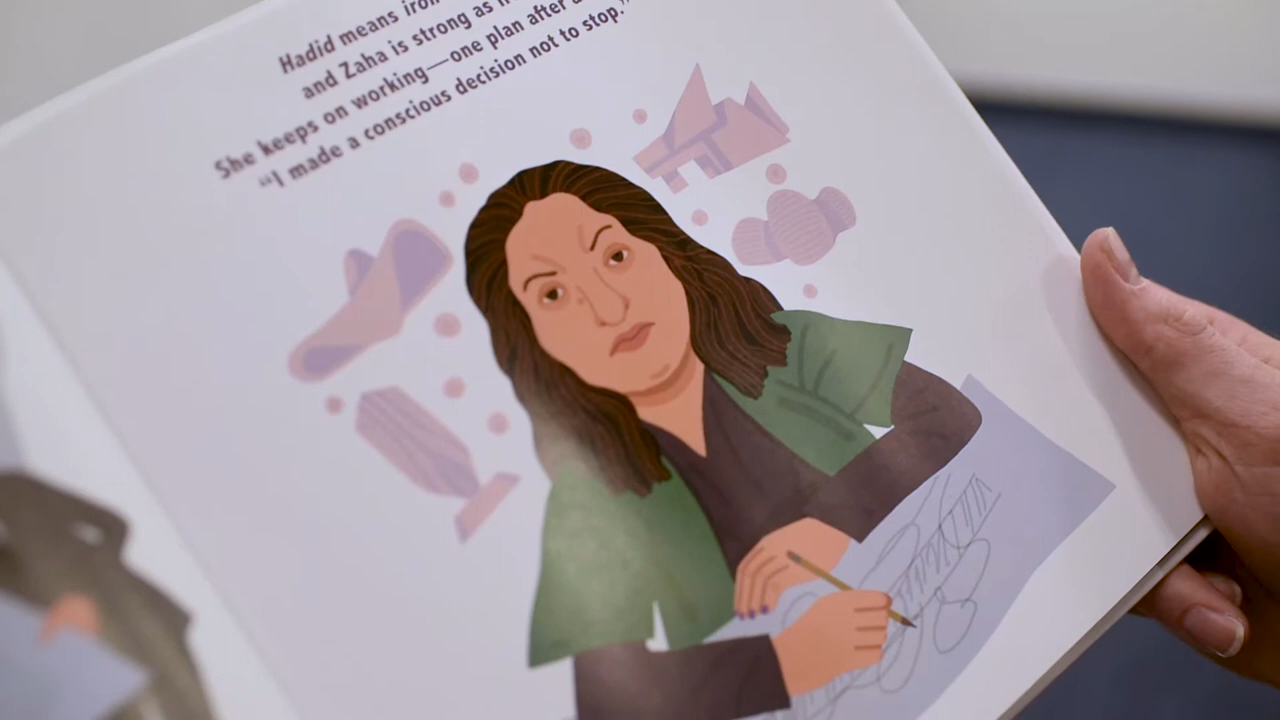 Hadid means iron
and Zaha is strong as
She keeps on working—one plan after
“I made a conscious decision not to stop.”